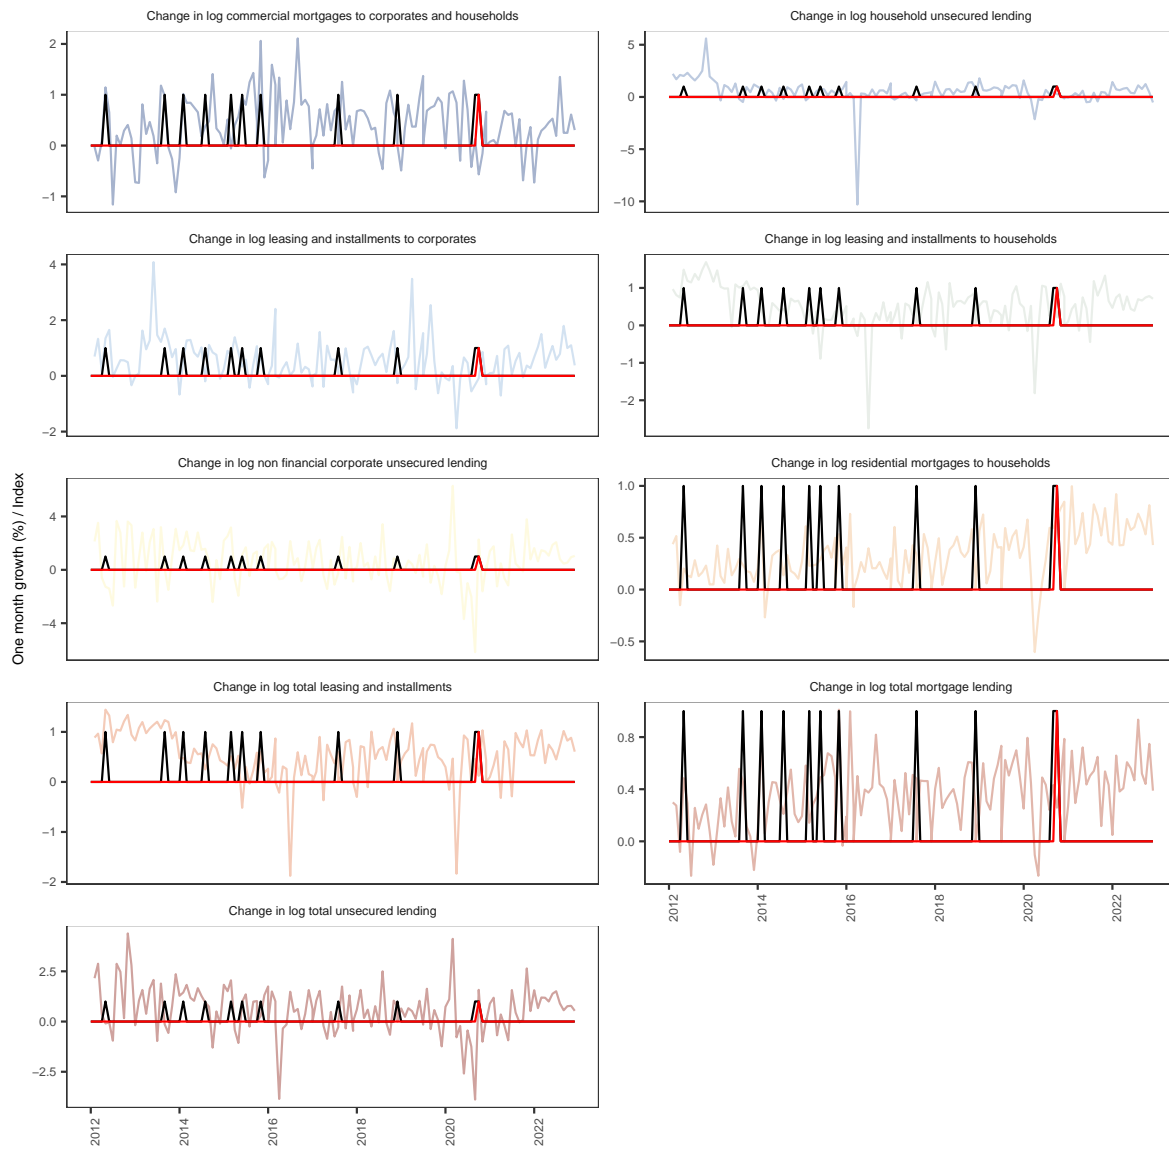 Change in log commercial mortgages to corporates and households
2
1
0
−1
Change in log household unsecured lending
5
0
−5
−10
Change in log leasing and installments to corporates
4
2
0
−2
Change in log leasing and installments to households
1
0
−1
−2
One month growth (%) / Index
Change in log non financial corporate unsecured lending
4
0
−4
Change in log residential mortgages to households
1.0
0.5
0.0
−0.5
Change in log total leasing and installments
1
0
−1
−2
Change in log total mortgage lending
0.8
0.4
0.0
2012 2014 2016 2018 2020 2022
Change in log total unsecured lending
2.5
0.0
−2.5
2012 2014 2016 2018 2020 2022